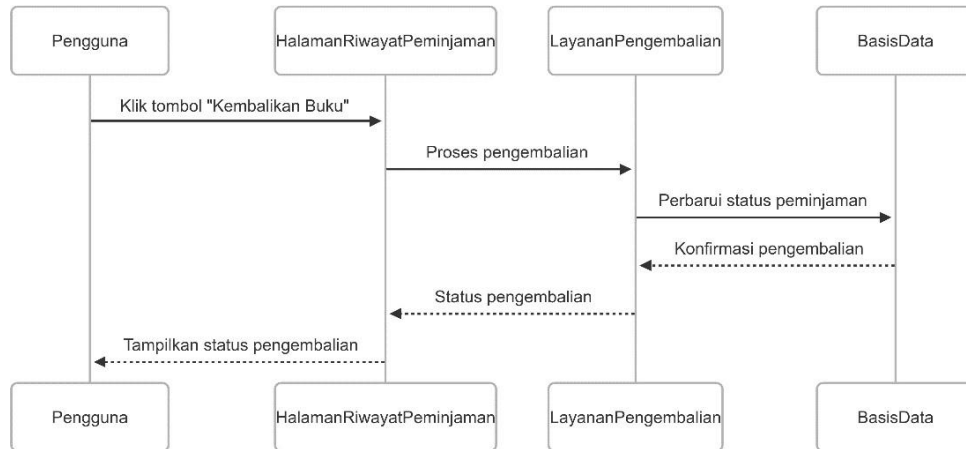 Pengguna
HalamanRiwayatPeminjaman
LayananPengembalian
BasisData
Klik tombol "Kembalikan Buku"
Proses pengembalian
Perbarui status peminjaman
Konfirmasi pengembalian
Status pengembalian
Tampilkan status pengembalian
Pengguna
HalamanRiwayatPeminjaman
LayananPengembalian
BasisData